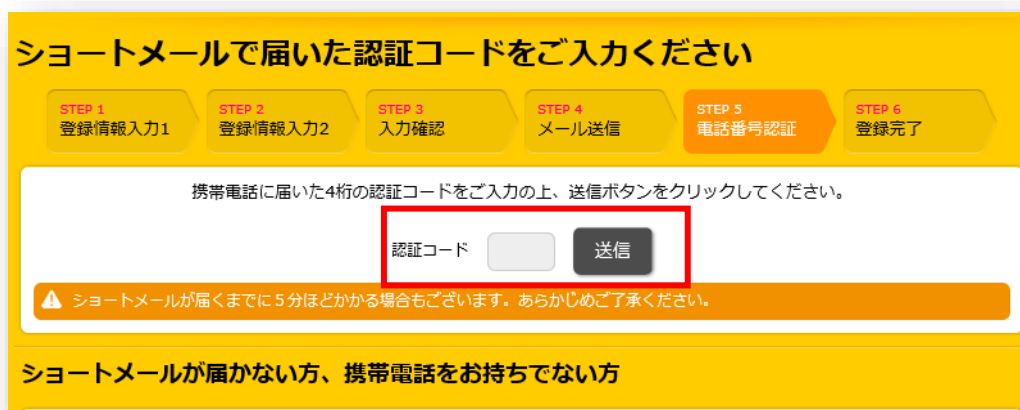 ショートメールで届いた認証コードをご入力ください
STEP 1
登録情報入力1
STEP 2
登録情報入力2
STEP 3
入力確認
STEP 4
メール送信
STEP 5
電話番号認証
STEP 6
登録完了
携帯電話に届いた4桁の認証コードをご入力の上、送信ボタンをクリックしてください。
認証コード 送信
ショートメールが届くまでに5分ほどかかる場合もございます。あらかじめご了承ください。
ショートメールが届かない方、携帯電話をお持ちでない方